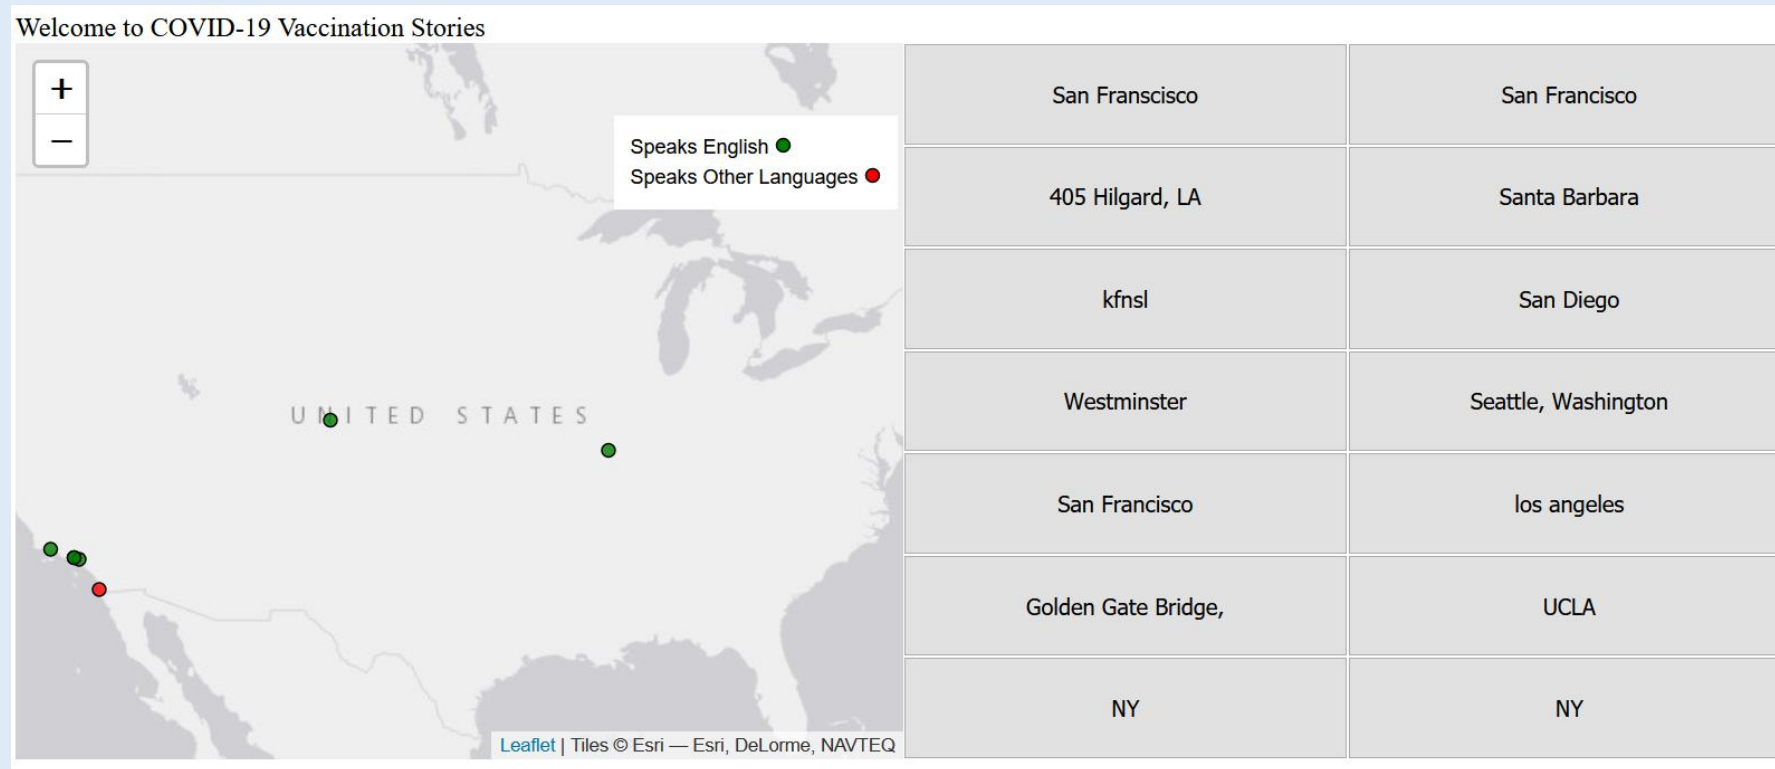 Welcome to COVID-19 Vaccination Stories
+
−
Speaks English
Speaks Other Languages
UNITED STATES
Leaflet | Tiles © Esri — Esri, DeLorme, NAVTEQ
San Franscisco
San Francisco
405 Hilgard, LA
Santa Barbara
kfnsl
San Diego
Westminster
Seattle, Washington
San Francisco
los angeles
Golden Gate Bridge,
UCLA
NY
NY